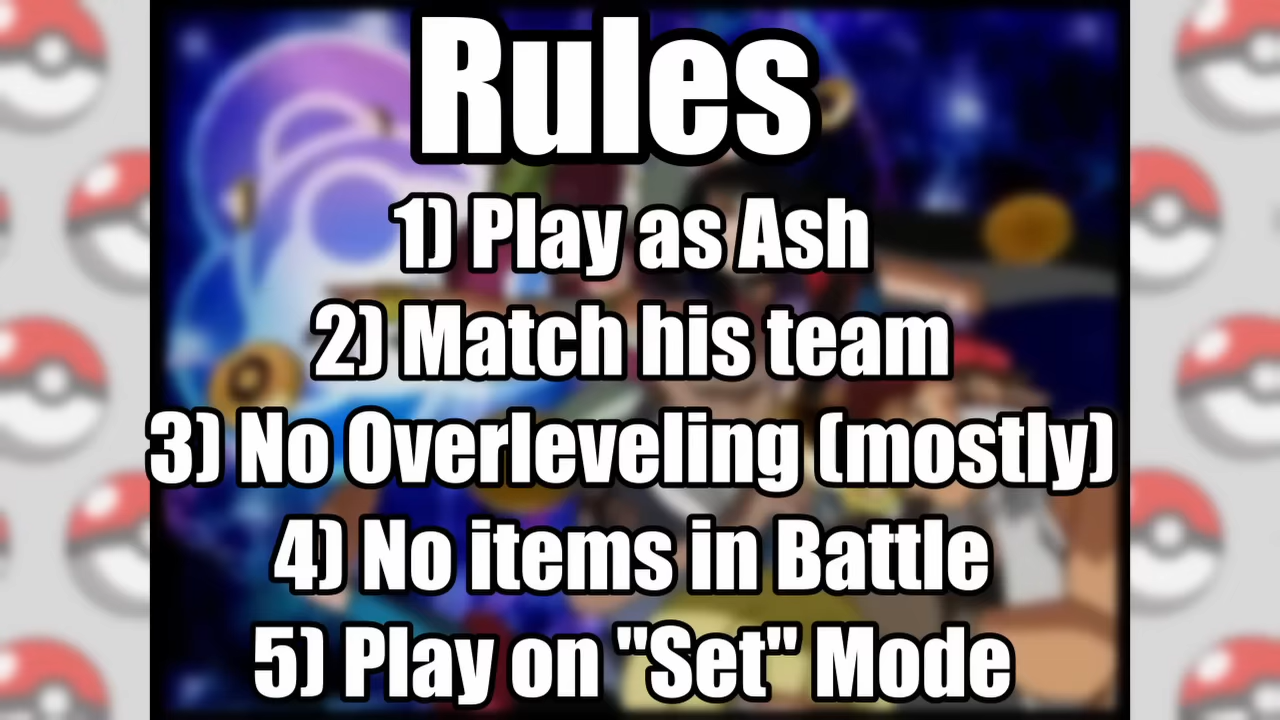 Rules
1) Play as Ash
2) Match his team
3) No Overleveling (mostly)
4) No items in Battle
5) Play on "Set" Mode